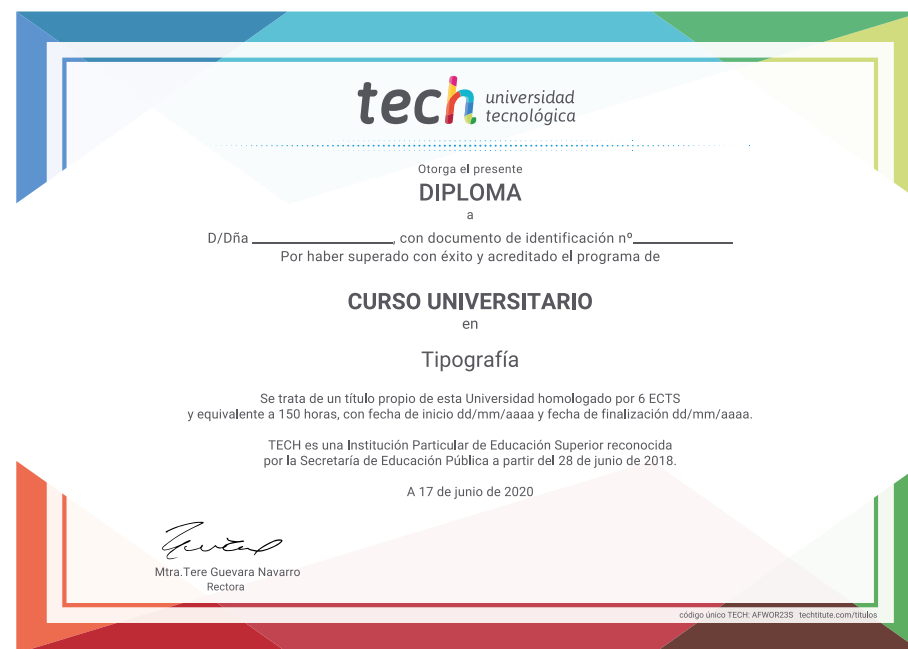 tech universidad
tecnológica
Otorga el presente
DIPLOMA
a
D/Dña ____________________, con documento de identificación nº______________
Por haber superado con éxito y acreditado el programa de
CURSO UNIVERSITARIO
en
Tipografía
Se trata de un título propio de esta Universidad homologado por 6 ECTS
y equivalente a 150 horas, con fecha de inicio dd/mm/aaaa y fecha de finalización dd/mm/aaaa.
TECH es una Institución Particular de Educación Superior reconocida
por la Secretaría de Educación Pública a partir del 28 de junio de 2018.
A 17 de junio de 2020
Mtra.Tere Guevara Navarro
Rectora
código único TECH: AFWOR23S techtitute.com/titulos